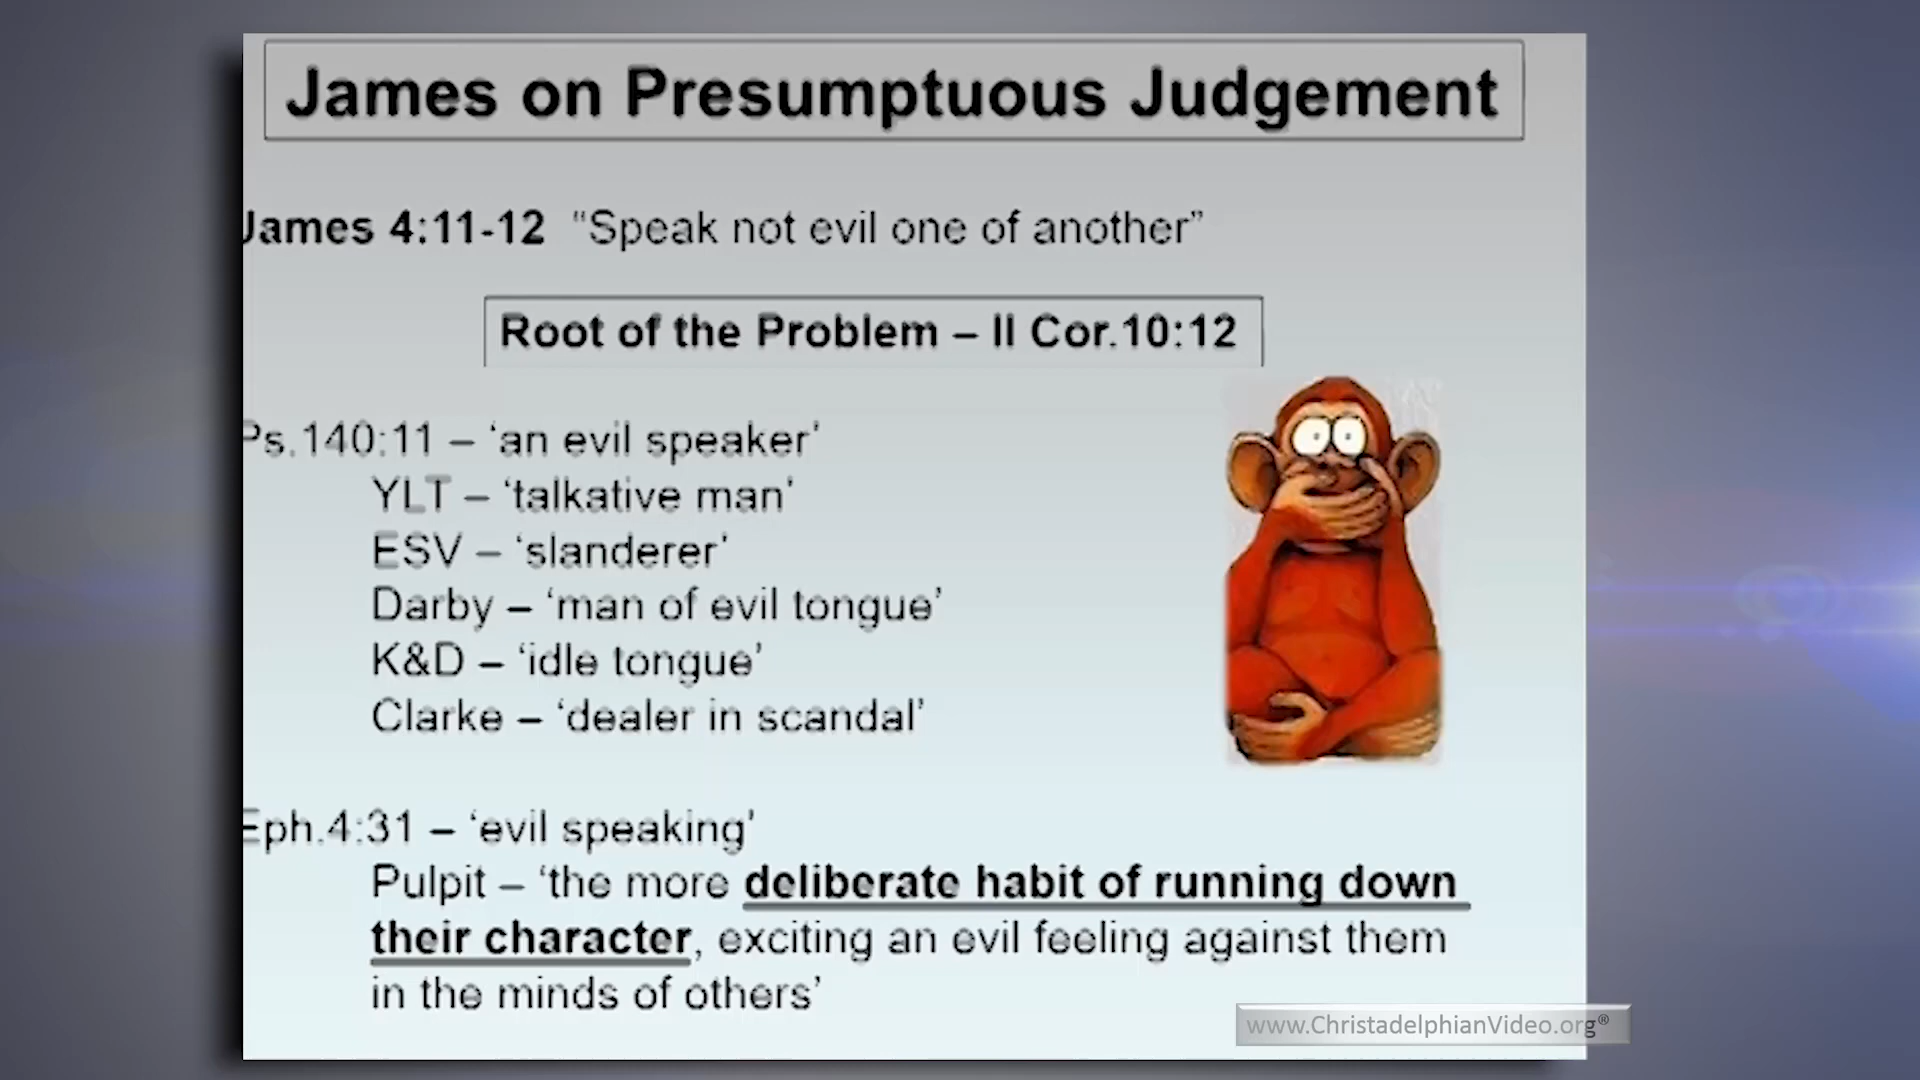 James on Presumptuous Judgement
James 4:11-12 “Speak not evil one of another”
Root of the Problem – II Cor.10:12
Ps.140:11 – ‘an evil speaker’
YLT – ‘talkative man’
ESV – ‘slanderer’
Darby – ‘man of evil tongue’
K&D – ‘idle tongue’
Clarke – ‘dealer in scandal’
Eph.4:31 – ‘evil speaking’
Pulpit – ‘the more deliberate habit of running down
their character, exciting an evil feeling against them
in the minds of others’
www.ChristadelphianVideo.org®